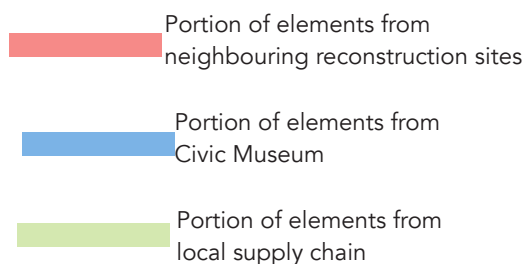 Portion of elements from
neighbouring reconstruction sites
Portion of elements from
Civic Museum
Portion of elements from
local supply chain